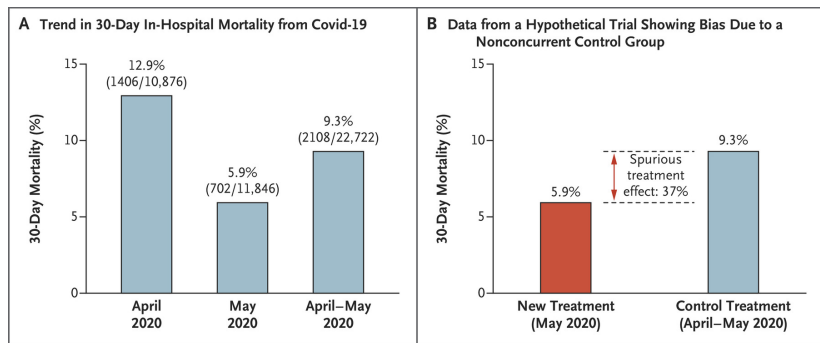 A Trend in 30-Day In-Hospital Mortality from Covid-19
30-Day Mortality (%)
15
10
5
0
12.9%
(1406/10,876)
5.9%
(702/11,846)
9.3%
(2108/22,722)
April
2020
May
2020
April–May
2020
B Data from a Hypothetical Trial Showing Bias Due to a
Nonconcurrent Control Group
30-Day Mortality (%)
15
10
5
0
5.9%
Spurious
treatment
effect: 37%
9.3%
New Treatment
(May 2020)
Control Treatment
(April–May 2020)